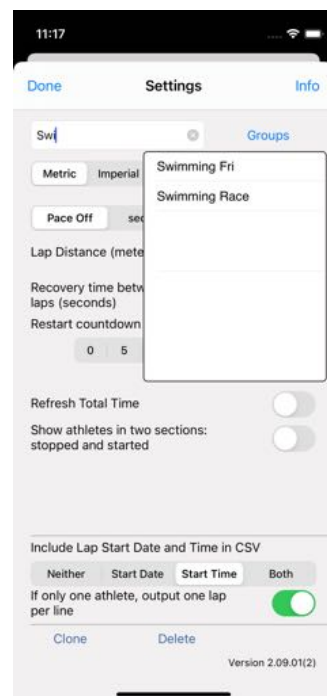 11:17
Done Settings Info
Swi Groups
Metric Imperial Swimming Fri
Swimming Race
Pace Off sec
Lap Distance (mete
Recovery time betw
laps (seconds)
Restart countdown
0 5
Refresh Total Time
Show athletes in two sections:
stopped and started
Include Lap Start Date and Time in CSV
Neither Start Date Start Time Both
If only one athlete, output one lap
per line
Clone Delete
Version 2.09.01(2)